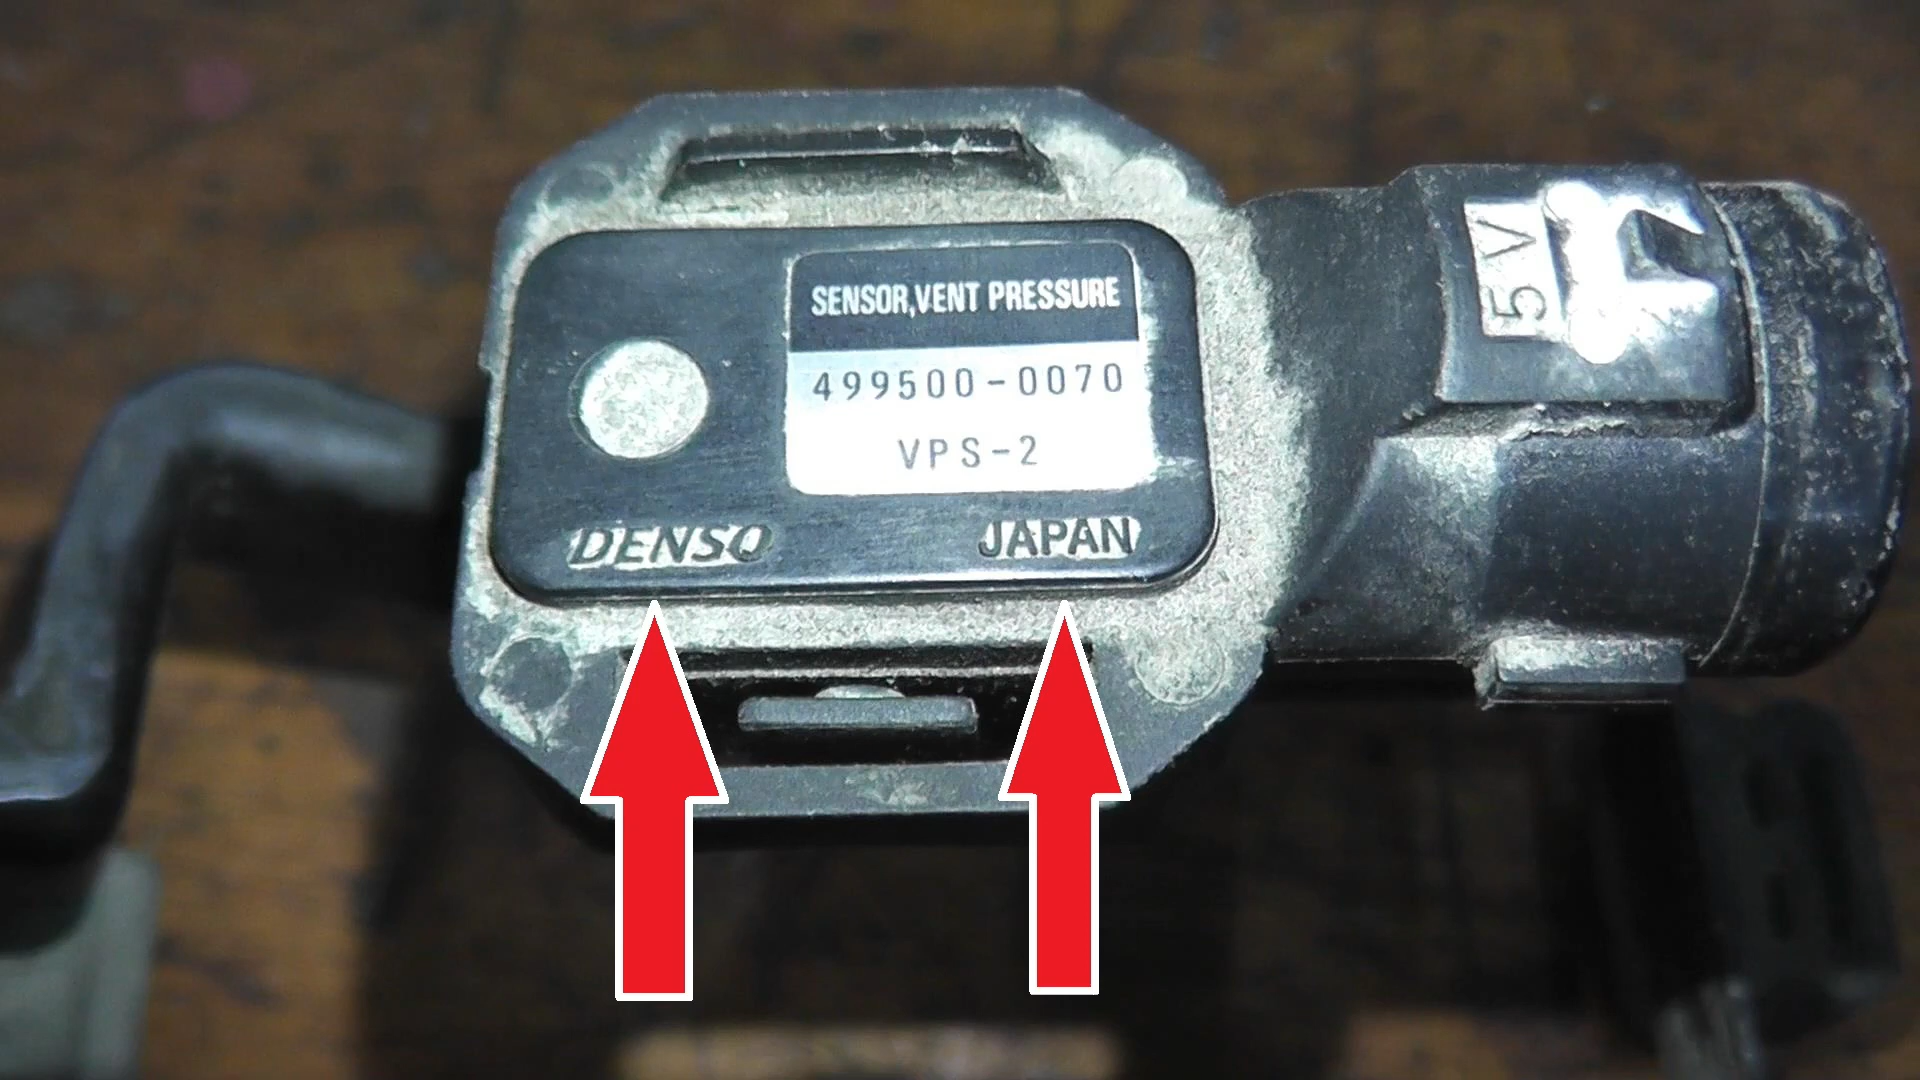 SENSOR,VENT PRESSURE
499500-0070
VPS-2
DENSO JAPAN
5V